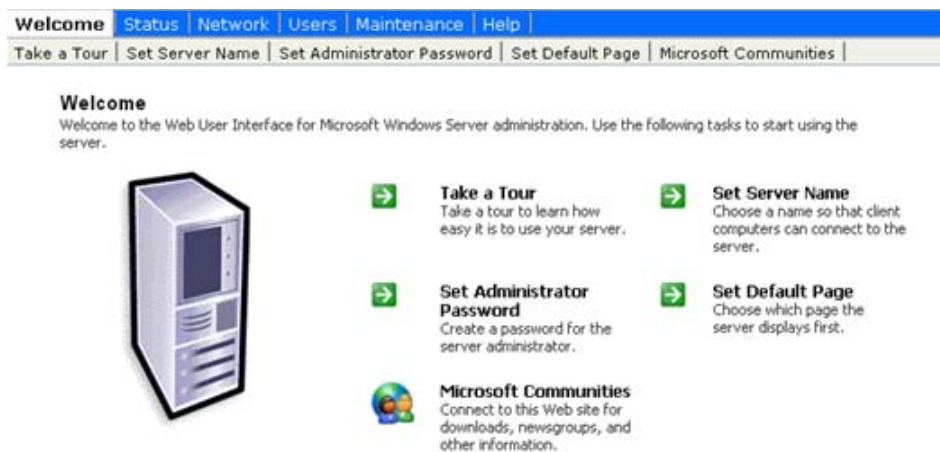 Welcome | Status | Network | Users | Maintenance | Help |
Take a Tour | Set Server Name | Set Administrator Password | Set Default Page | Microsoft Communities |
Welcome
Welcome to the Web User Interface for Microsoft Windows Server administration. Use the following tasks to start using the
server.
Take a Tour
Take a tour to learn how
easy it is to use your server.
Set Server Name
Choose a name so that client
computers can connect to the
server.
Set Administrator
Password
Create a password for the
server administrator.
Set Default Page
Choose which page the
server displays first.
Microsoft Communities
Connect to this Web site for
downloads, newsgroups, and
other information.